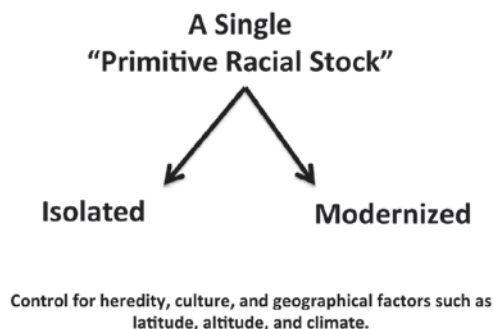 A Single
“Primitive Racial Stock”
Isolated
Modernized
Control for heredity, culture, and geographical factors such as
latitude, altitude, and climate.